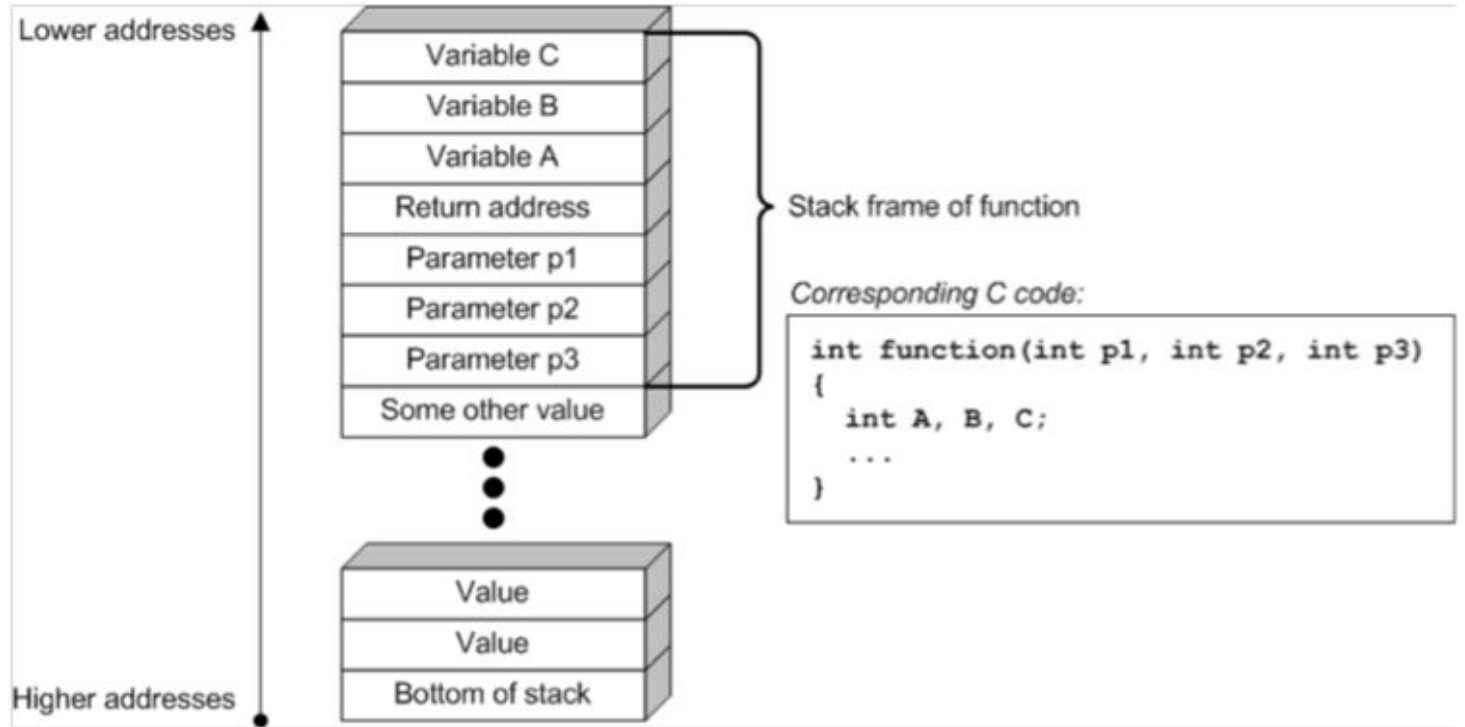 Lower addresses
Variable C
Variable B
Variable A
Return address
Parameter p1
Parameter p2
Parameter p3
Some other value
Stack frame of function
Corresponding C code:
int function(int p1, int p2, int p3)
{
int A, B, C;
...
}
Value
Value
Bottom of stack
Higher addresses